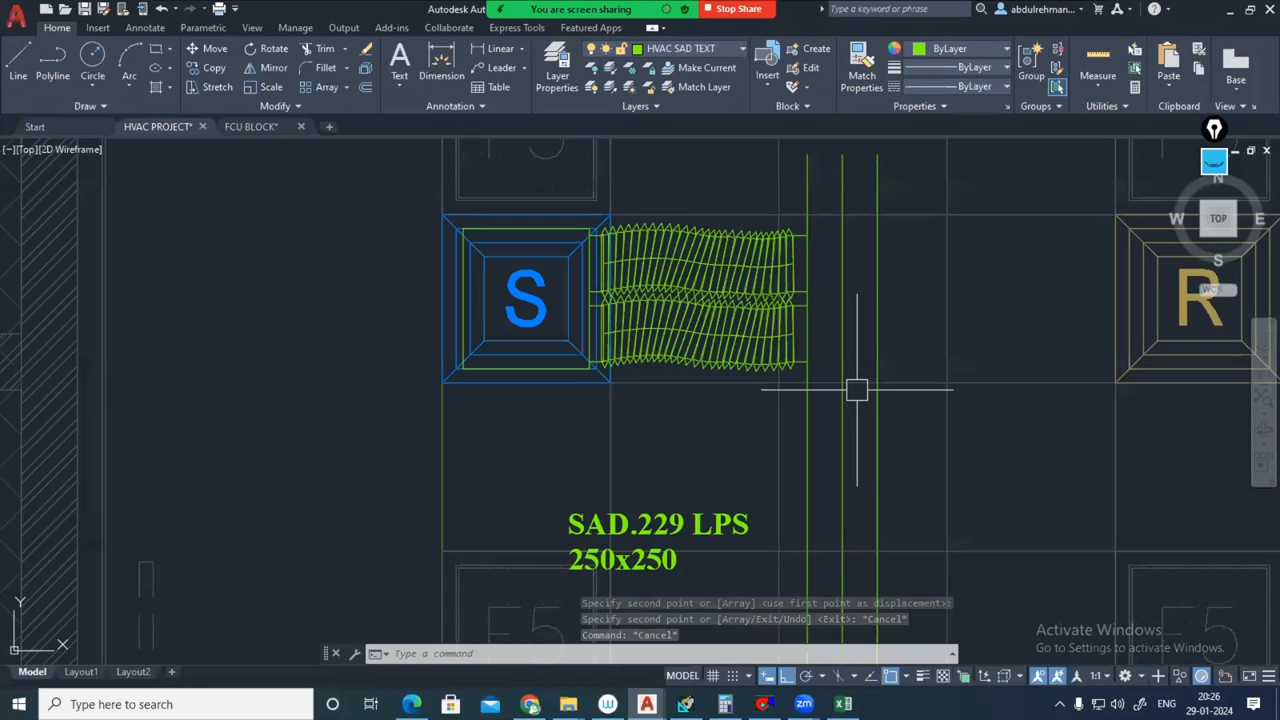 Autodesk Aut
You are screen sharing
Stop Share
Type a keyword or phrase
abdulrehman...
Home
Insert
Annotate
Parametric
View
Manage
Output
Add-ins
Collaborate
Express Tools
Featured Apps
Line
Polyline
Circle
Arc
Move
Rotate
Trim
Copy
Mirror
Fillet
Stretch
Scale
Array
Text
Dimension
Linear
Leader
Table
Layer
Properties
HVAC SAD TEXT
Make Current
Match Layer
Insert
Create
Edit
Match
Properties
ByLayer
ByLayer
ByLayer
Group
Measure
Paste
Base
Draw
Modify
Annotation
Layers
Block
Properties
Groups
Utilities
Clipboard
View
Start
HVAC PROJECT*
FCU BLOCK*
[−][Top][2D Wireframe]
N
W
TOP
E
S
WCS
S
R
SAD.229 LPS
250x250
Specify second point or [Array] <use first point as displacement>:
Specify second point or [Array/Exit/Undo] <Exit>: *Cancel*
Command: *Cancel*
Type a command
Y
X
Activate Windows
Go to Settings to activate Windows.
Model
Layout1
Layout2
MODEL
1:1
Type here to search
ENG
20:26
29-01-2024